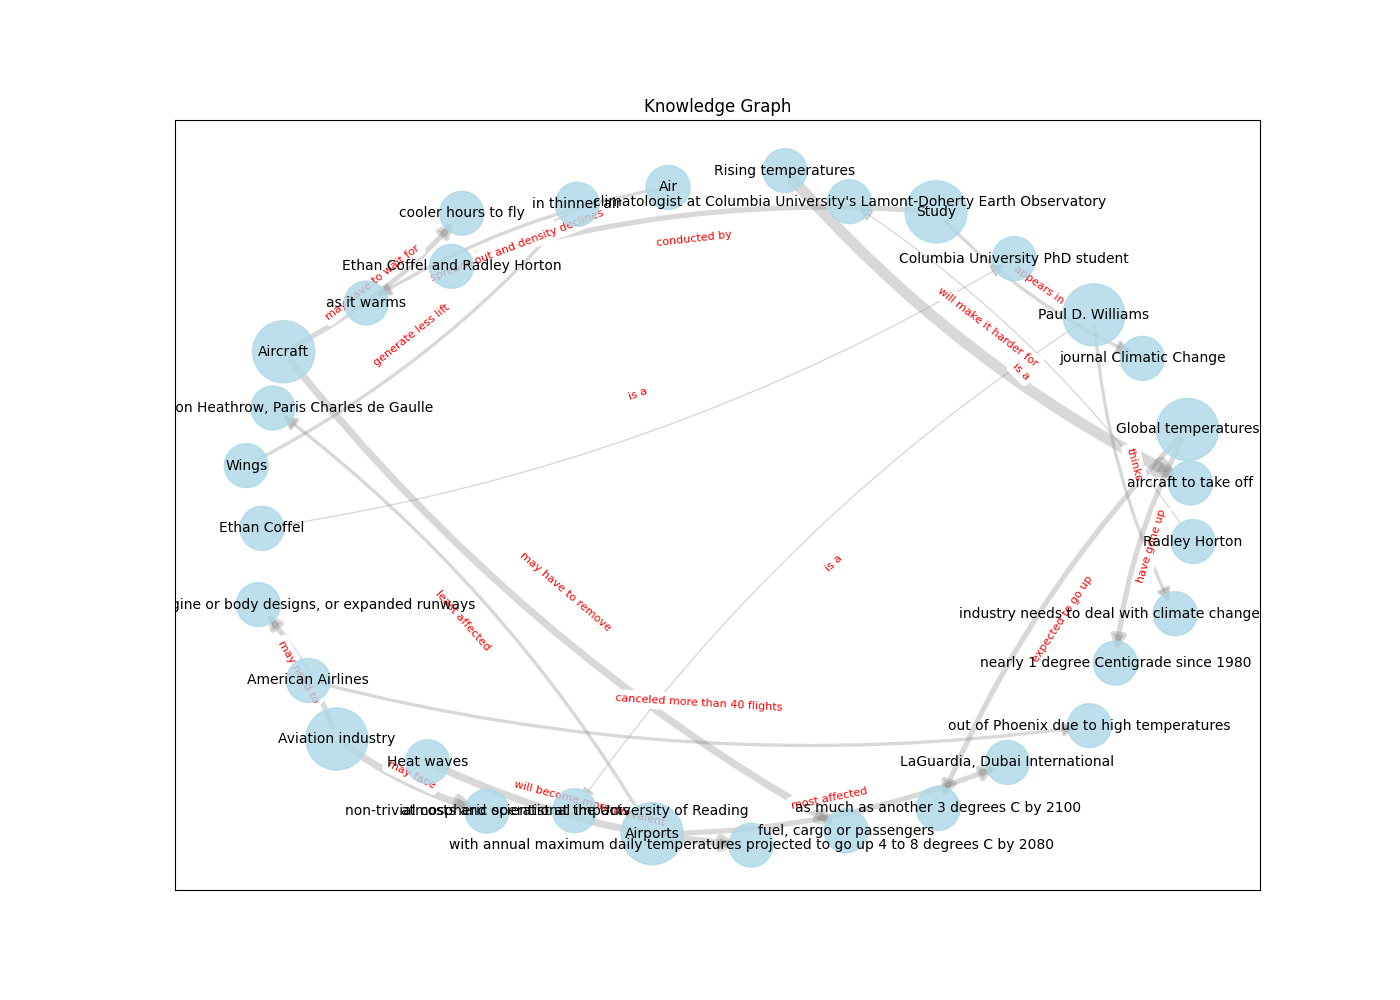 Knowledge Graph
Rising temperatures
Air
climatologist at Columbia University's Lamont-Doherty Earth Observatory
in thinner air
cooler hours to fly
Study
conducted by
spreads out and density declines
may have to wait for
Ethan Coffel and Radley Horton
Columbia University PhD student
appears in
as it warms
generate less lift
will make it harder for
Paul D. Williams
Aircraft
journal Climatic Change
is a
is a
on Heathrow, Paris Charles de Gaulle
Global temperatures
Wings
thinks
aircraft to take off
Ethan Coffel
Radley Horton
have gone up
is a
may have to remove
gine or body designs, or expanded runways
least affected
expected to go up
industry needs to deal with climate change
nearly 1 degree Centigrade since 1980
may need to
American Airlines
canceled more than 40 flights
out of Phoenix due to high temperatures
Aviation industry
Heat waves
LaGuardia, Dubai International
may face
will become more prevalent
most affected
non-trivial costs and operational impacts
atmospheric scientist at the University of Reading
as much as another 3 degrees C by 2100
Airports
fuel, cargo or passengers
with annual maximum daily temperatures projected to go up 4 to 8 degrees C by 2080